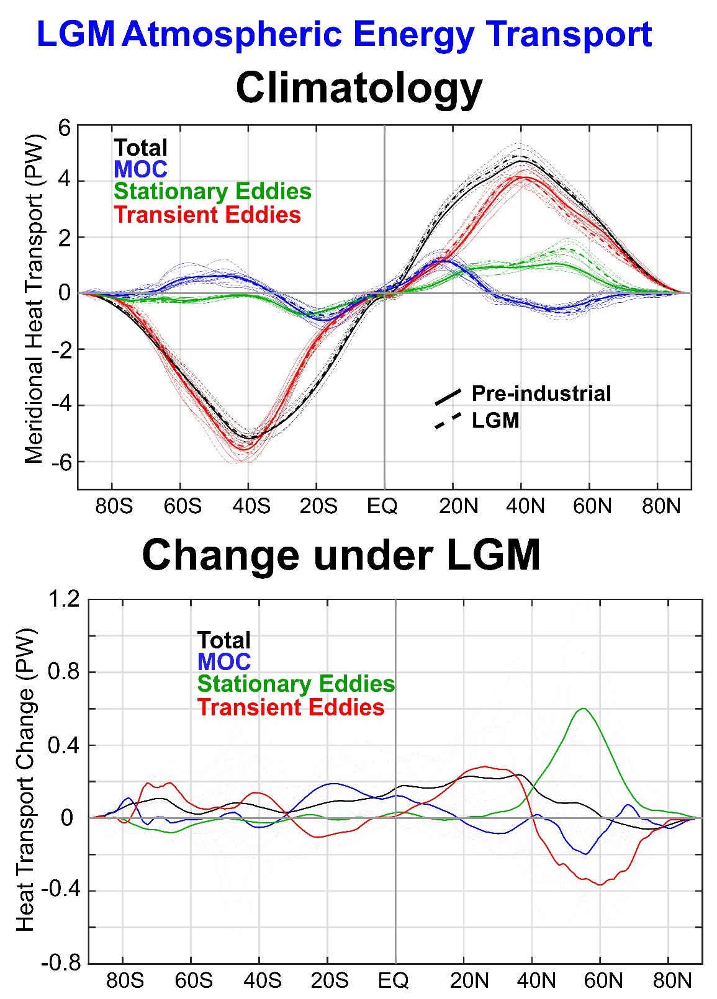 LGM Atmospheric Energy Transport
Climatology
Meridional Heat Transport (PW)
6
4
2
0
-2
-4
-6
Total
MOC
Stationary Eddies
Transient Eddies
Pre-industrial
LGM
80S 60S 40S 20S EQ 20N 40N 60N 80N
Change under LGM
Heat Transport Change (PW)
1.2
0.8
0.4
0
-0.4
-0.8
Total
MOC
Stationary Eddies
Transient Eddies
80S 60S 40S 20S EQ 20N 40N 60N 80N